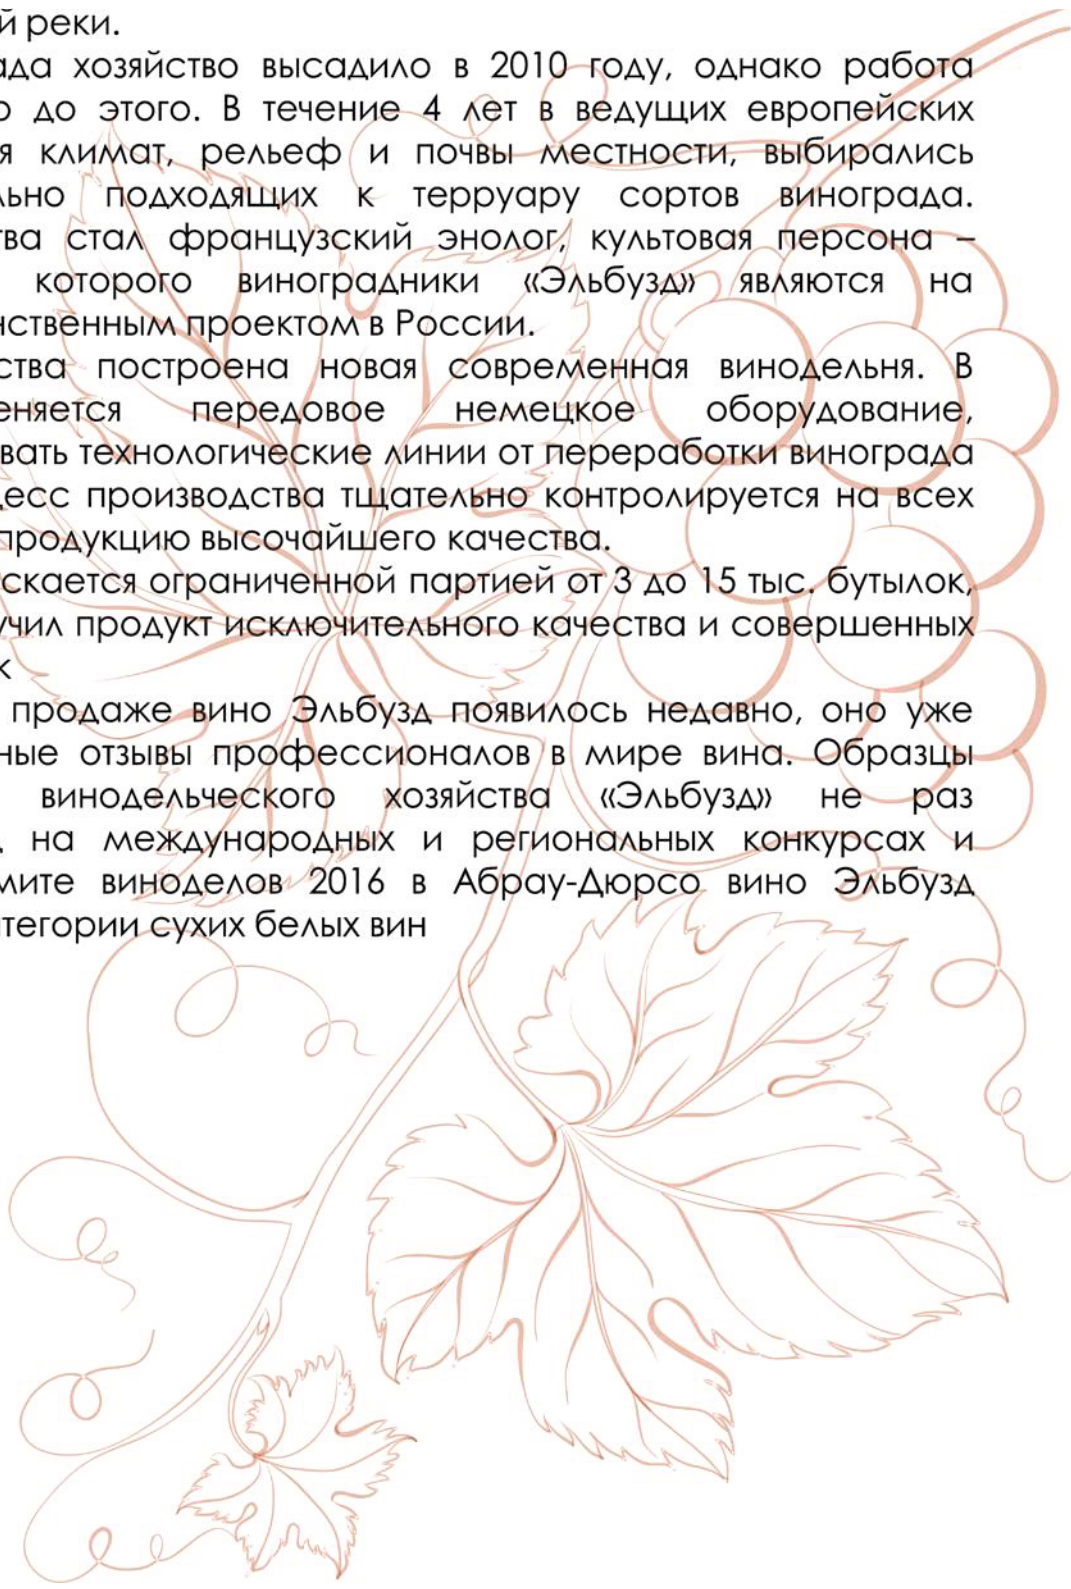 й реки.
ада хозяйство высадило в 2010 году, однако работа
о до этого. В течение 4 лет в ведущих европейских
я климат, рельеф и почвы местности, выбирались
льно подходящих к терруару сортов винограда.
тва стал французский энолог, культовая персона –
которого виноградники «Эльбузд» являются на
нственным проектом в России.
ства построена новая современная винодельня. В
еняется передовое немецкое оборудование,
вать технологические линии от переработки винограда
цесс производства тщательно контролируется на всех
продукцию высочайшего качества.
ускается ограниченной партией от 3 до 15 тыс. бутылок,
учил продукт исключительного качества и совершенных
к
продаже вино Эльбузд появилось недавно, оно уже
ные отзывы профессионалов в мире вина. Образцы
винодельческого хозяйства «Эльбузд» не раз
на международных и региональных конкурсах и
мите виноделов 2016 в Абрау-Дюрсо вино Эльбузд
тегории сухих белых вин